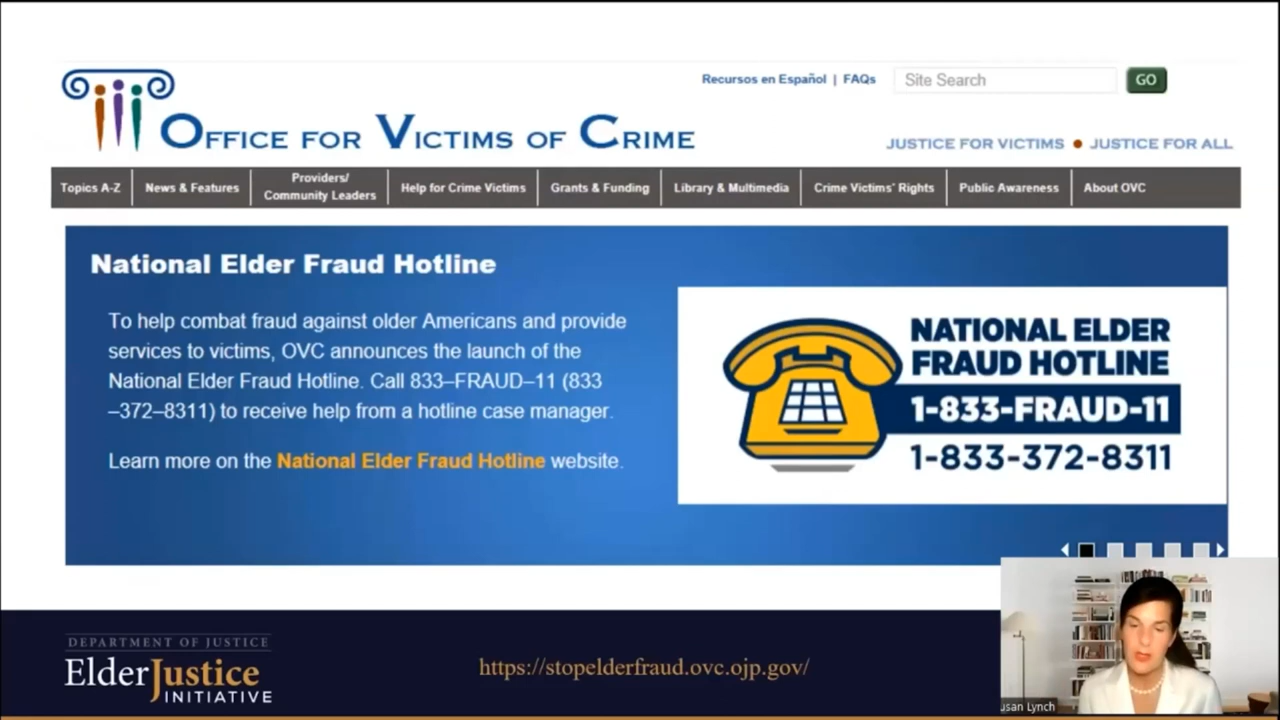 Recursos en Español | FAQs
Site Search
GO
OFFICE FOR VICTIMS OF CRIME
JUSTICE FOR VICTIMS • JUSTICE FOR ALL
Topics A-Z
News & Features
Providers/
Community Leaders
Help for Crime Victims
Grants & Funding
Library & Multimedia
Crime Victims' Rights
Public Awareness
About OVC
National Elder Fraud Hotline
To help combat fraud against older Americans and provide
services to victims, OVC announces the launch of the
National Elder Fraud Hotline. Call 833–FRAUD–11 (833
–372–8311) to receive help from a hotline case manager.
Learn more on the National Elder Fraud Hotline website.
NATIONAL ELDER
FRAUD HOTLINE
1-833-FRAUD-11
1-833-372-8311
DEPARTMENT OF JUSTICE
ElderJustice
INITIATIVE
https://stopelderfraud.ovc.ojp.gov/
usan Lynch